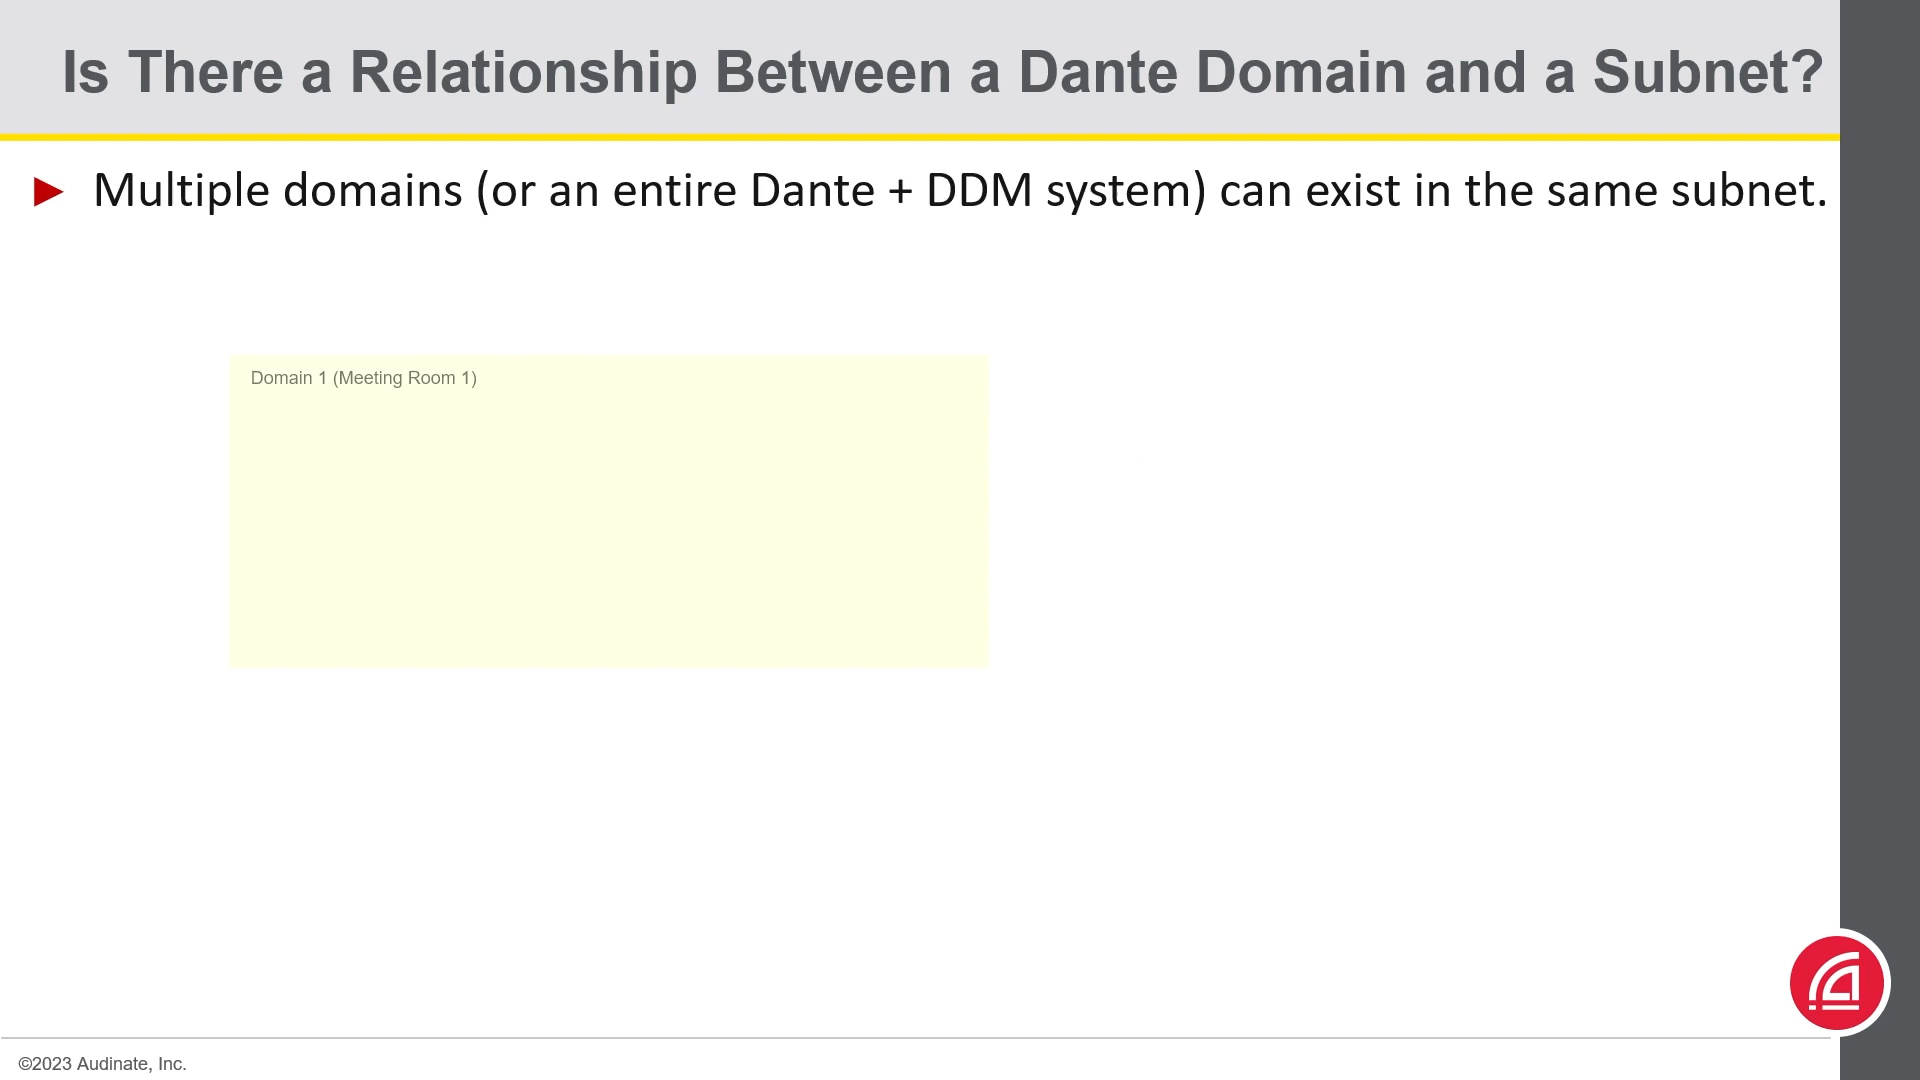 Is There a Relationship Between a Dante Domain and a Subnet?
► Multiple domains (or an entire Dante + DDM system) can exist in the same subnet.
Domain 1 (Meeting Room 1)
©2023 Audinate, Inc.